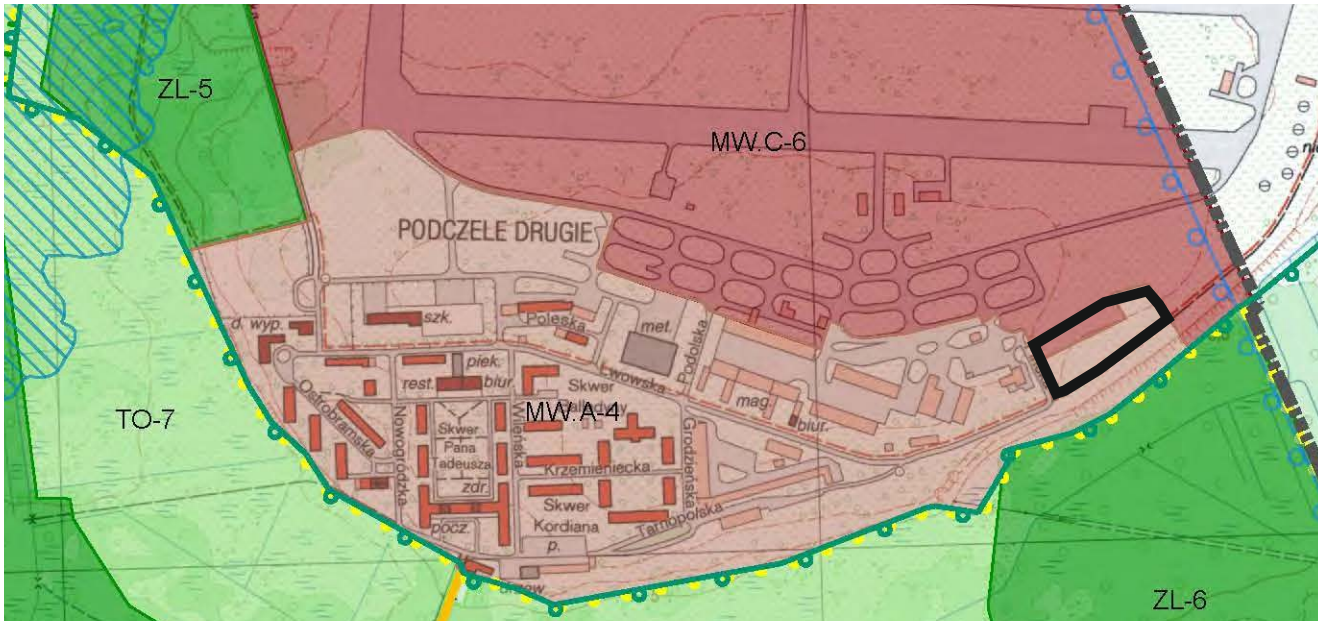 ZL-5
MW.C-6
PODCZELE DRUGIE
d. wyp.
szk.
Poleska
met.
Podolska
piek.
rest.
biur.
Lwowska
Skwer
MW.A-4
mag.
biur.
TO-7
Ostrobramska
Nowogródzka
Skwer
Pana
Tadeusza
Wileńska
Krzemieniecka
Grodzieńska
zdr.
Skwer
Kordiana
Tarnopolska
pocz.
p.
ZL-6